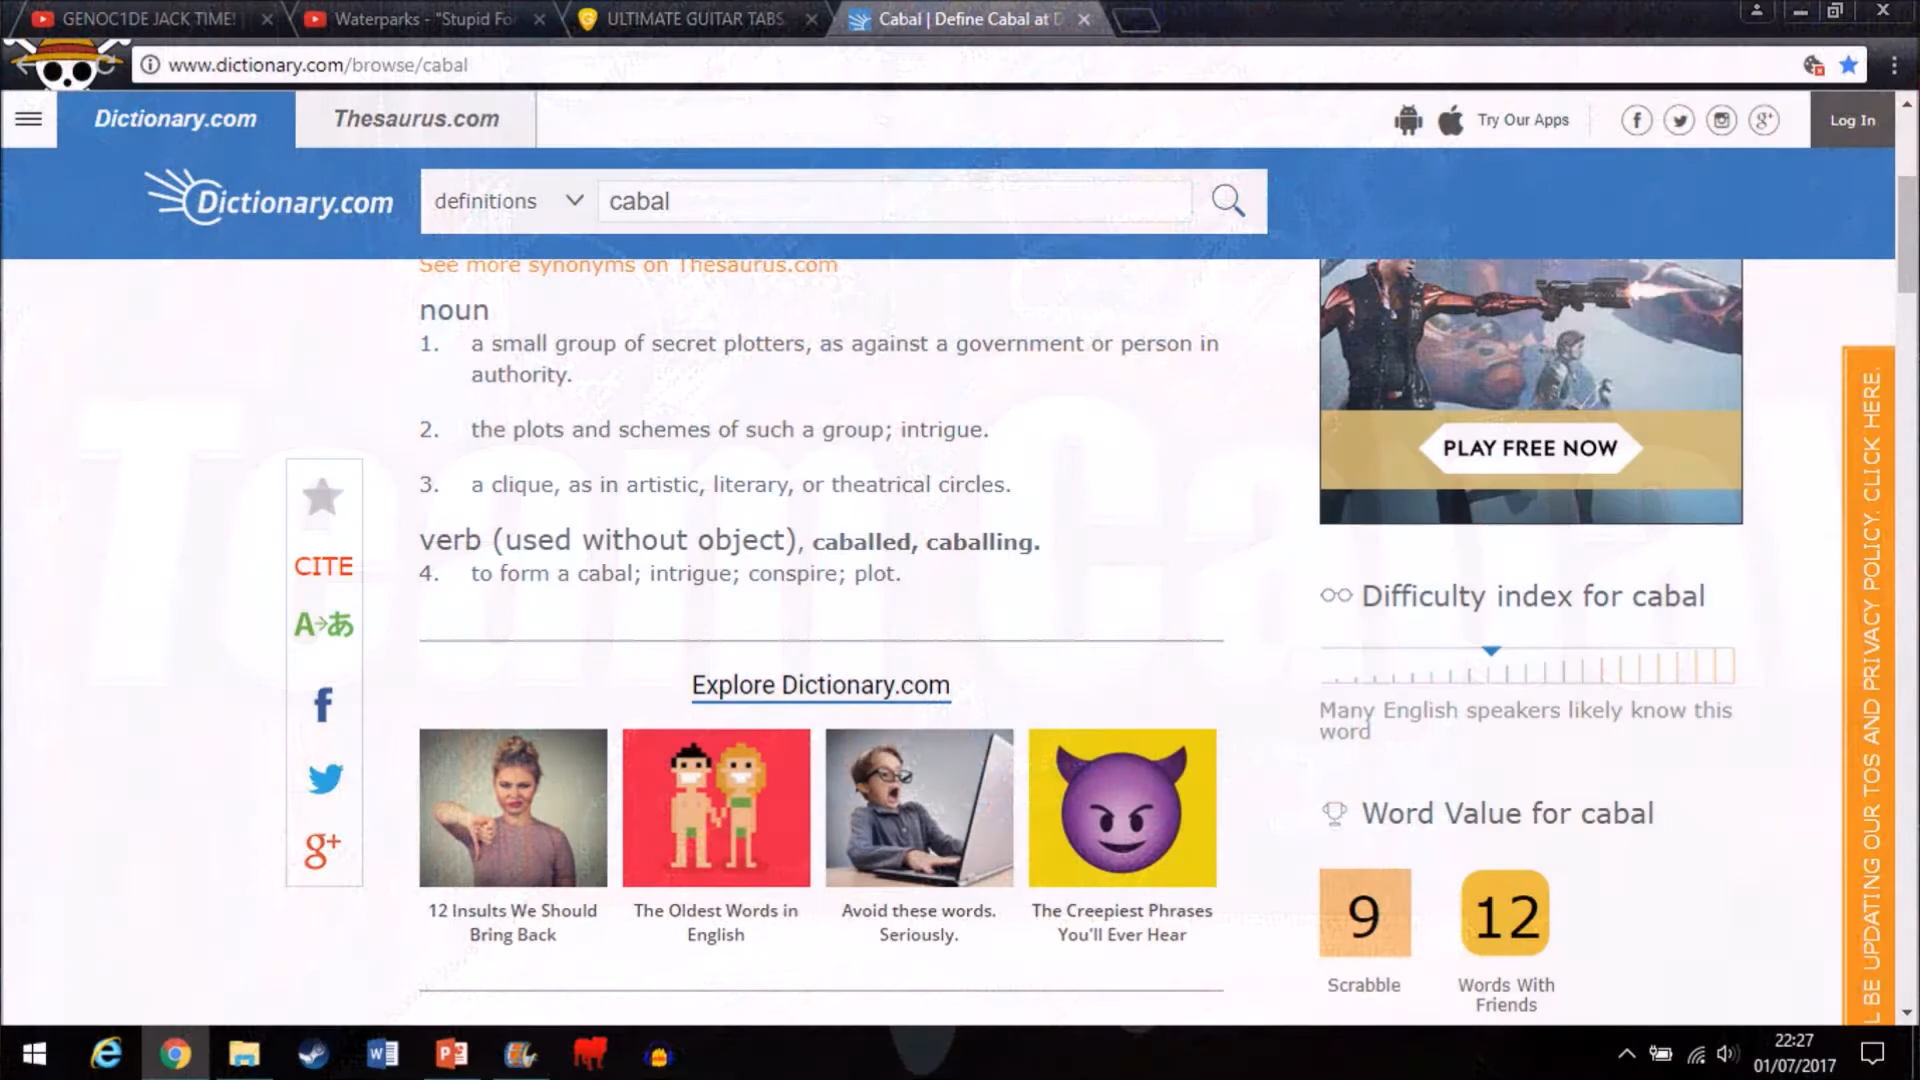 GENOC1DE JACK TIME!
Waterparks - "Stupid Fo
ULTIMATE GUITAR TABS
Cabal | Define Cabal at D
www.dictionary.com/browse/cabal
Dictionary.com
Thesaurus.com
Try Our Apps
Log In
Dictionary.com
definitions
cabal
See more synonyms on Thesaurus.com
noun
1. a small group of secret plotters, as against a government or person in
authority.
2. the plots and schemes of such a group; intrigue.
3. a clique, as in artistic, literary, or theatrical circles.
verb (used without object), caballed, caballing.
4. to form a cabal; intrigue; conspire; plot.
CITE
A→あ
Team Cabal
PLAY FREE NOW
Difficulty index for cabal
Many English speakers likely know this
word
Explore Dictionary.com
12 Insults We Should
Bring Back
The Oldest Words in
English
Avoid these words.
Seriously.
The Creepiest Phrases
You'll Ever Hear
Word Value for cabal
9
12
Scrabble
Words With
Friends
L BE UPDATING OUR TOS AND PRIVACY POLICY. CLICK HERE.
22:27
01/07/2017